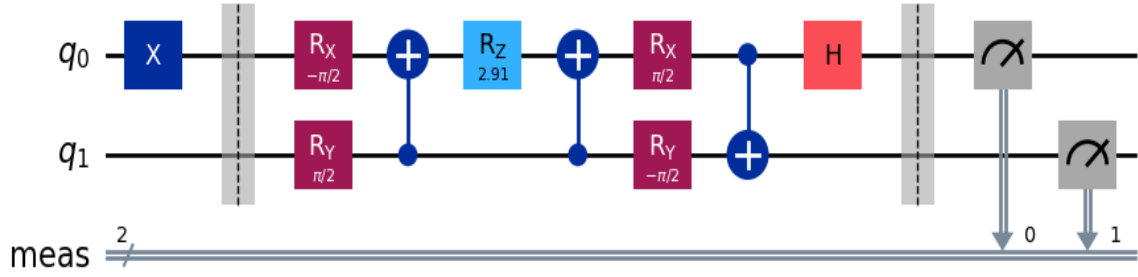 q0 X RX -π/2 RZ 2.91 RX π/2 H
q1 RY π/2 RY -π/2
meas 2 0 1